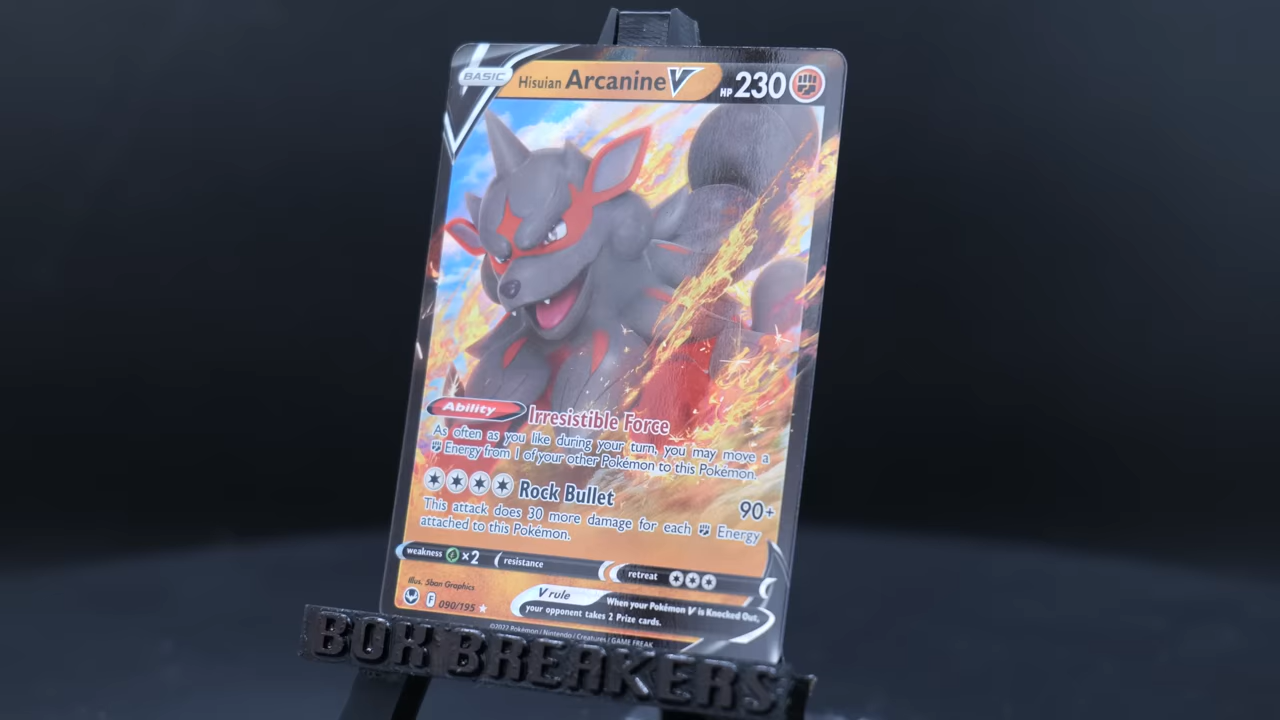 BASIC
Hisuian Arcanine V
HP 230
Ability Irresistible Force
As often as you like during your turn, you may move a
Energy from 1 of your other Pokémon to this Pokémon.
Rock Bullet 90+
This attack does 30 more damage for each Energy
attached to this Pokémon.
weakness ×2 resistance retreat
Illus. 5ban Graphics
F 090/195
V rule When your Pokémon V is Knocked Out,
your opponent takes 2 Prize cards.
©2022 Pokémon / Nintendo / Creatures / GAME FREAK
BOX BREAKERS